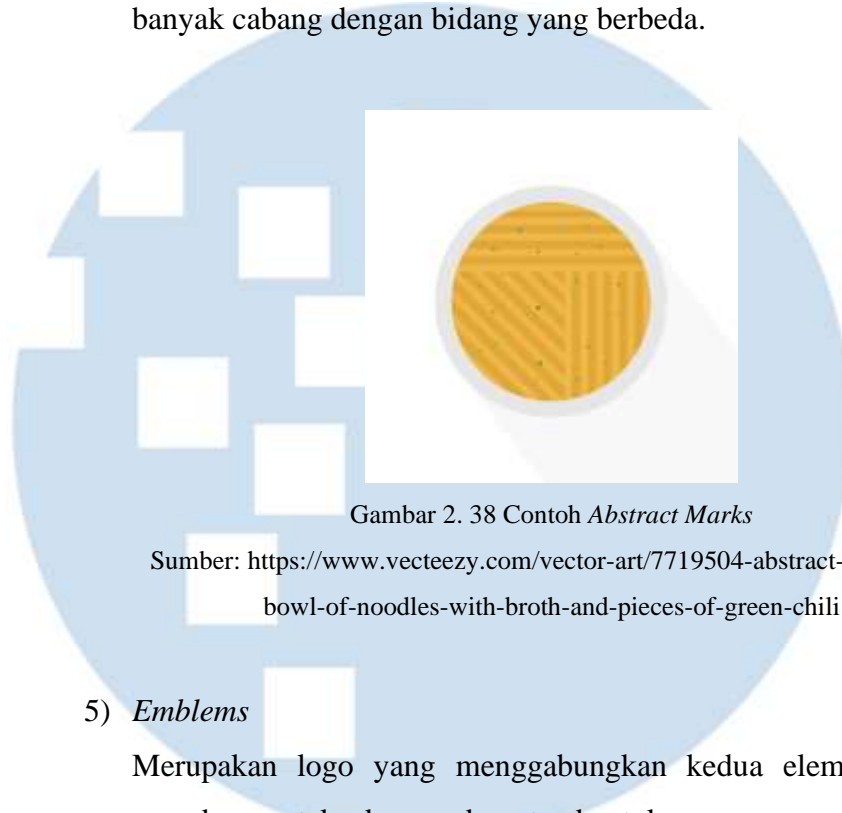 banyak cabang dengan bidang yang berbeda.
Gambar 2. 38 Contoh Abstract Marks
Sumber: https://www.vecteezy.com/vector-art/7719504-abstract-
bowl-of-noodles-with-broth-and-pieces-of-green-chili
5) Emblems
Merupakan logo yang menggabungkan kedua elem